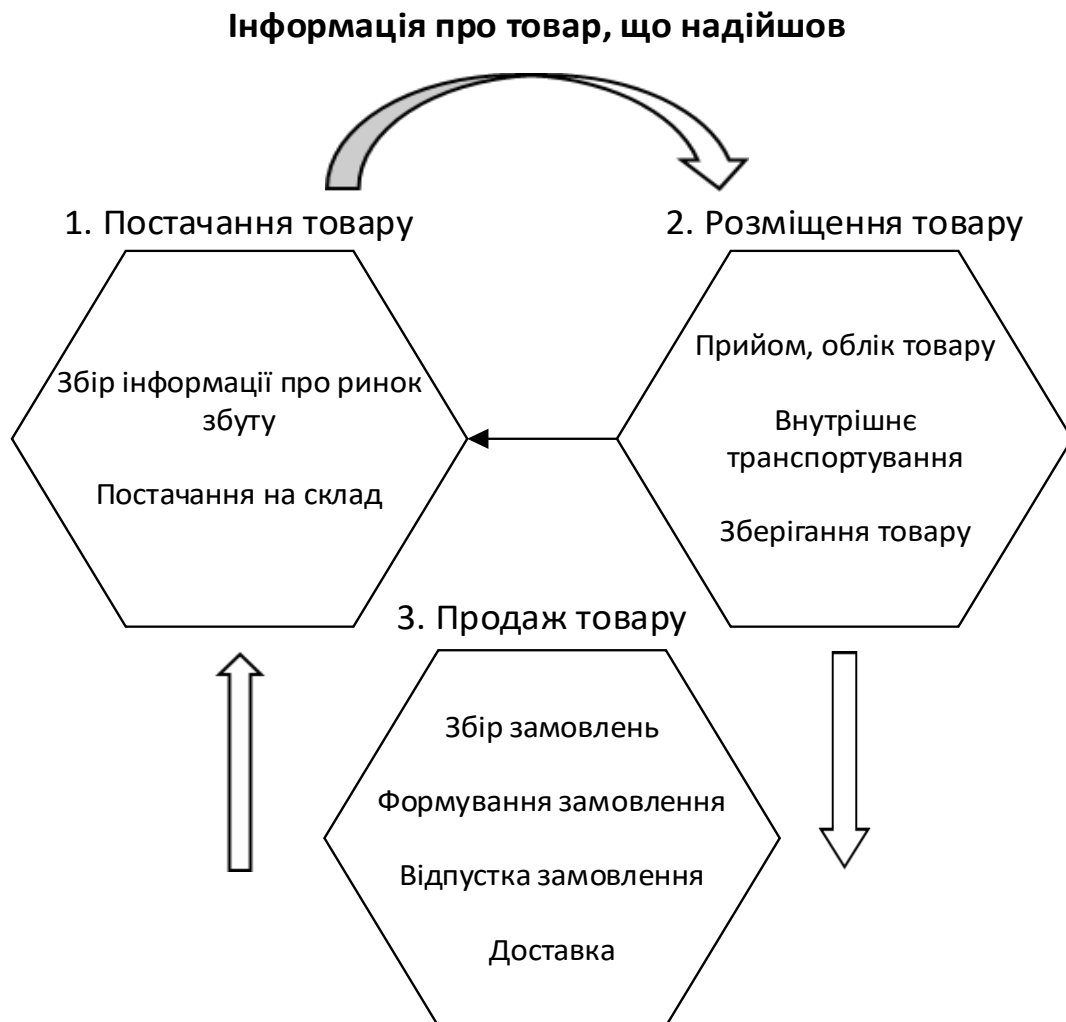 Інформація про товар, що надійшов
1. Постачання товару
Збір інформації про ринок
збуту
Постачання на склад
2. Розміщення товару
Прийом, облік товару
Внутрішнє
транспортування
Зберігання товару
3. Продаж товару
Збір замовлень
Формування замовлення
Відпустка замовлення
Доставка